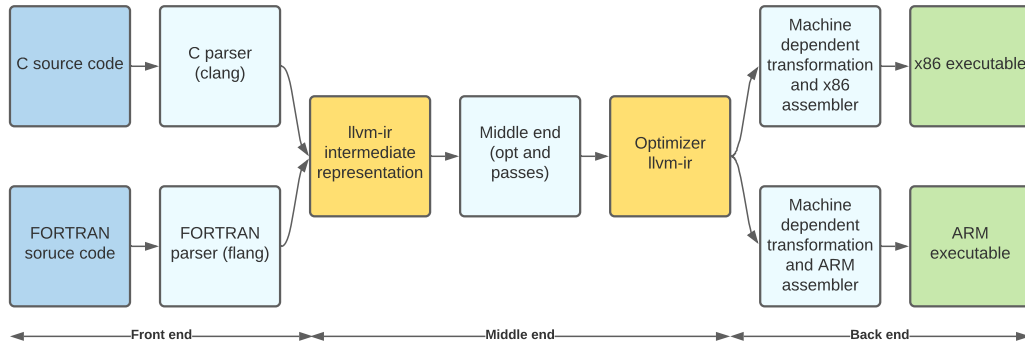 C source code
C parser
(clang)
Machine
dependent
transformation
and x86
assembler
x86 executable
llvm-ir
intermediate
representation
Middle end
(opt and
passes)
Optimizer
llvm-ir
FORTRAN
soruce code
FORTRAN
parser (flang)
Machine
dependent
transformation
and ARM
assembler
ARM
executable
Front end
Middle end
Back end